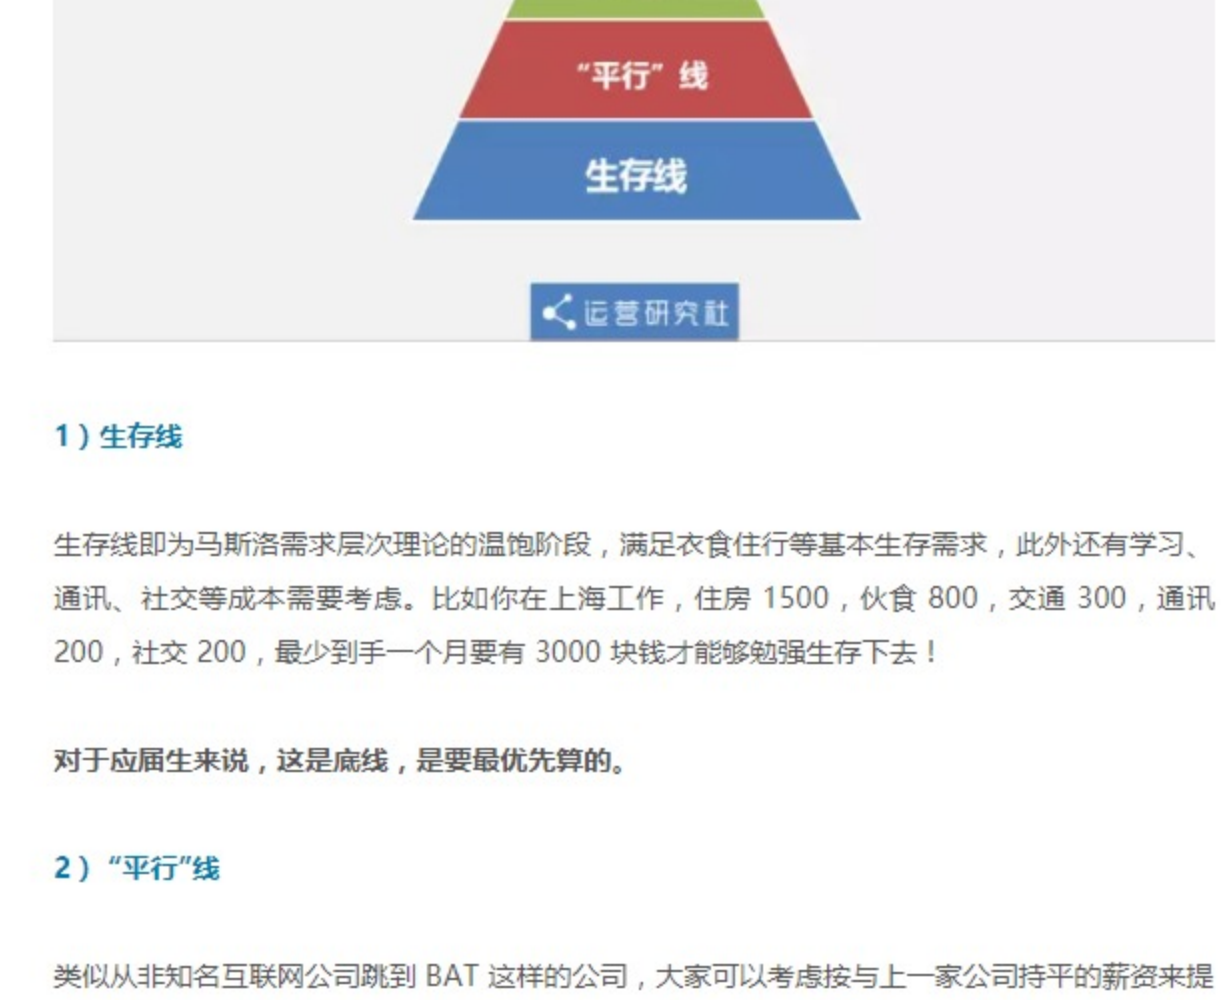 “平行”线
生存线
运营研究社
1）生存线
生存线即为马斯洛需求层次理论的温饱阶段，满足衣食住行等基本生存需求，此外还有学习、
通讯、社交等成本需要考虑。比如你在上海工作，住房 1500，伙食 800，交通 300，通讯
200，社交 200，最少到手一个月要有 3000 块钱才能够勉强生存下去！
对于应届生来说，这是底线，是要最优先算的。
2）“平行”线
类似从非知名互联网公司跳到 BAT 这样的公司，大家可以考虑按与上一家公司持平的薪资来提